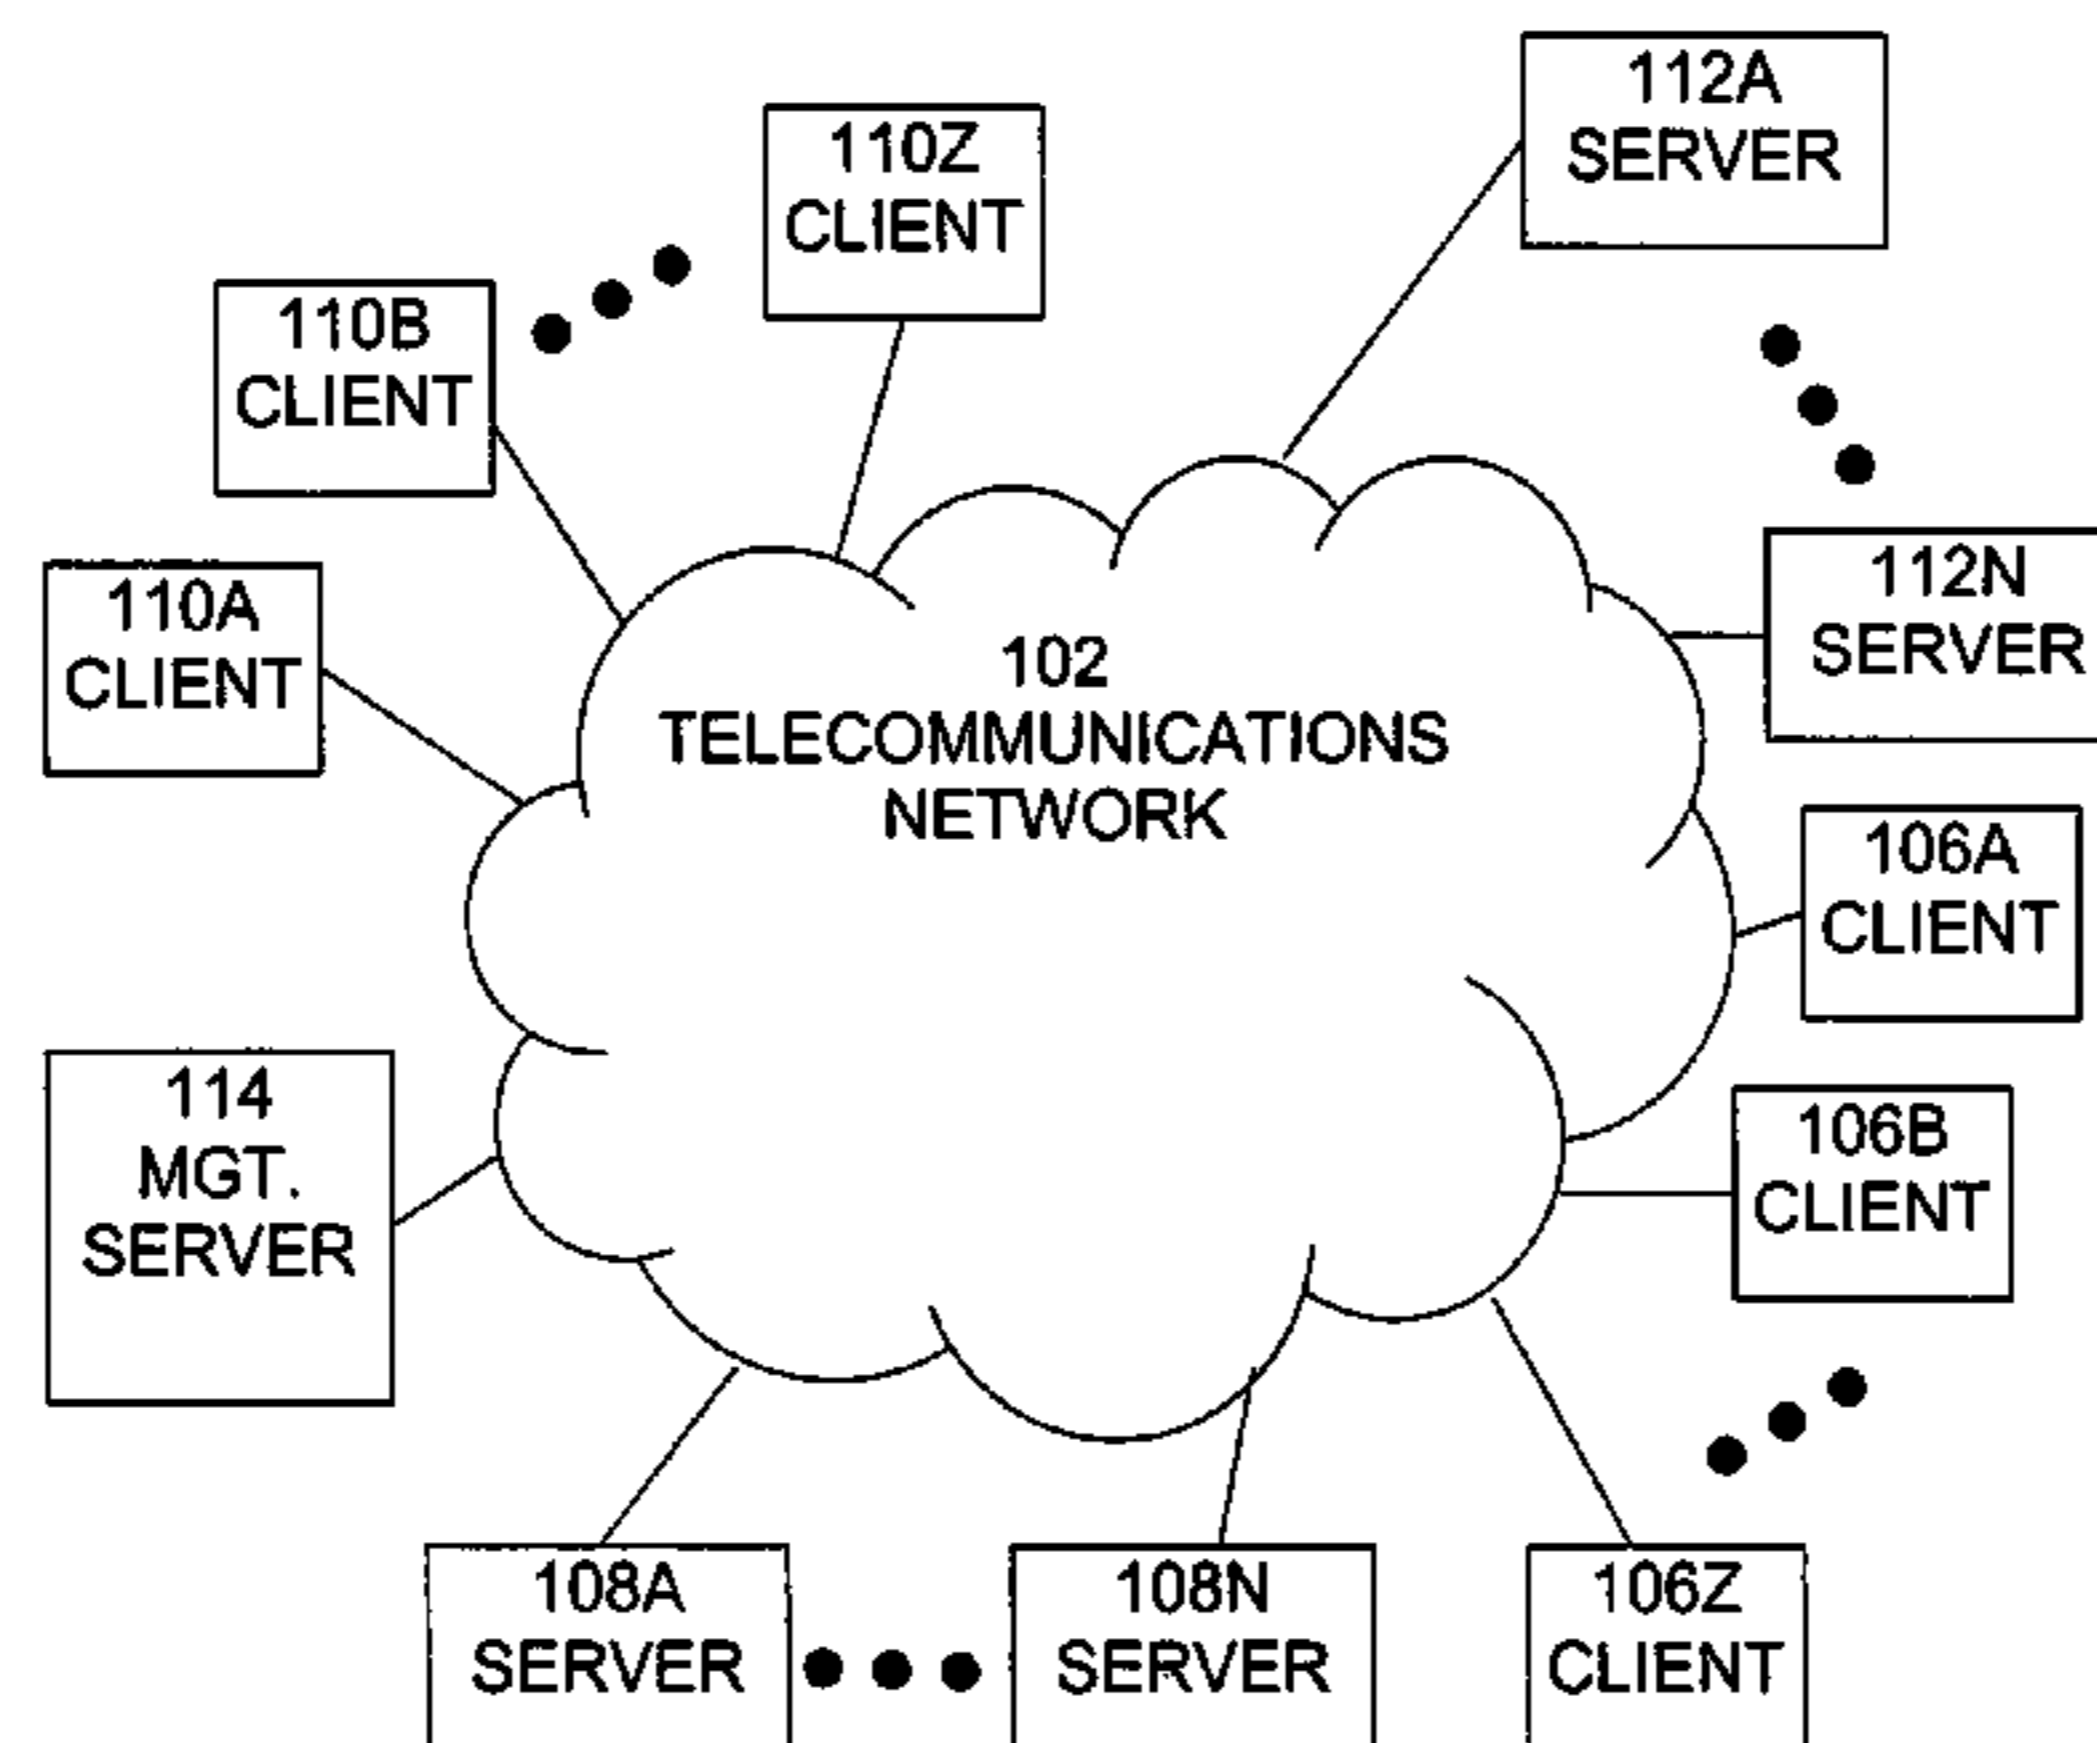 112A
SERVER
110Z
CLIENT
110B
CLIENT
112N
SERVER
110A
CLIENT
102
TELECOMMUNICATIONS
NETWORK
106A
CLIENT
114
MGT.
SERVER
106B
CLIENT
108A
SERVER
108N
SERVER
106Z
CLIENT